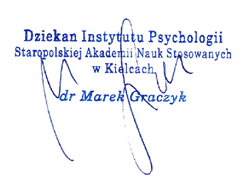 Dziekan Instytutu Psychologii
Staropolskiej Akademii Nauk Stosowanych
w Kielcach
dr Marek Graczyk